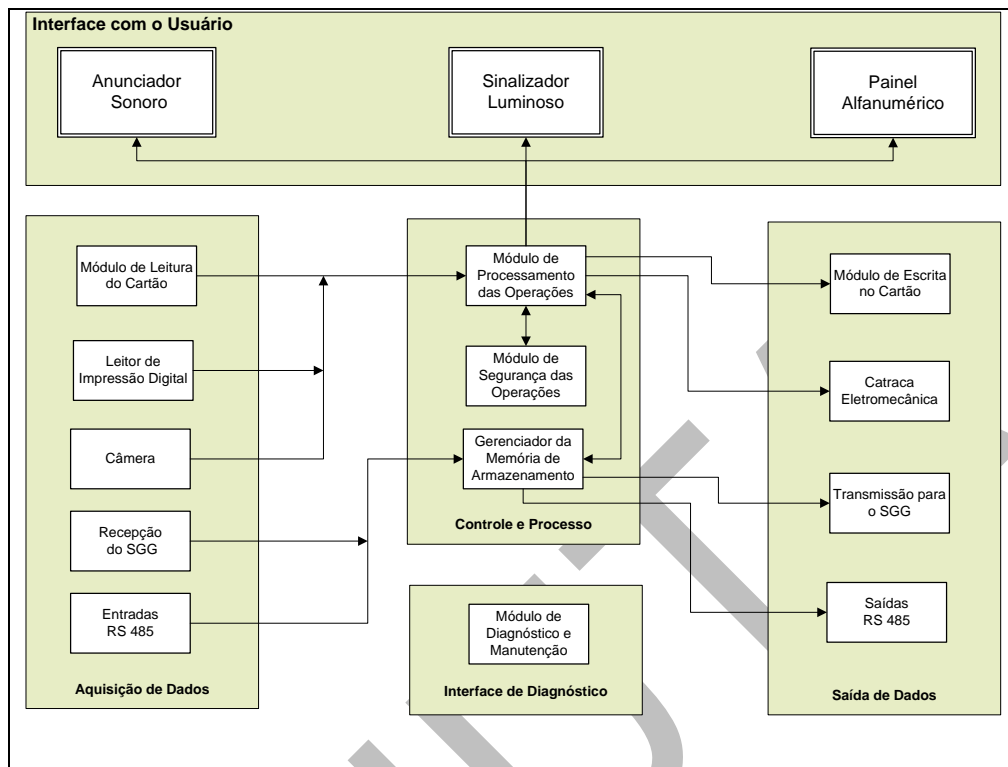 Interface com o Usuário
Anunciador
Sonoro
Sinalizador
Luminoso
Painel
Alfanumérico
Módulo de Leitura
do Cartão
Leitor de
Impressão Digital
Câmera
Recepção
do SGG
Entradas
RS 485
Aquisição de Dados
Módulo de
Processamento
das Operações
Módulo de
Segurança das
Operações
Gerenciador da
Memória de
Armazenamento
Controle e Processo
Módulo de
Diagnóstico e
Manutenção
Interface de Diagnóstico
Módulo de Escrita
no Cartão
Catraca
Eletromecânica
Transmissão para
o SGG
Saídas
RS 485
Saída de Dados